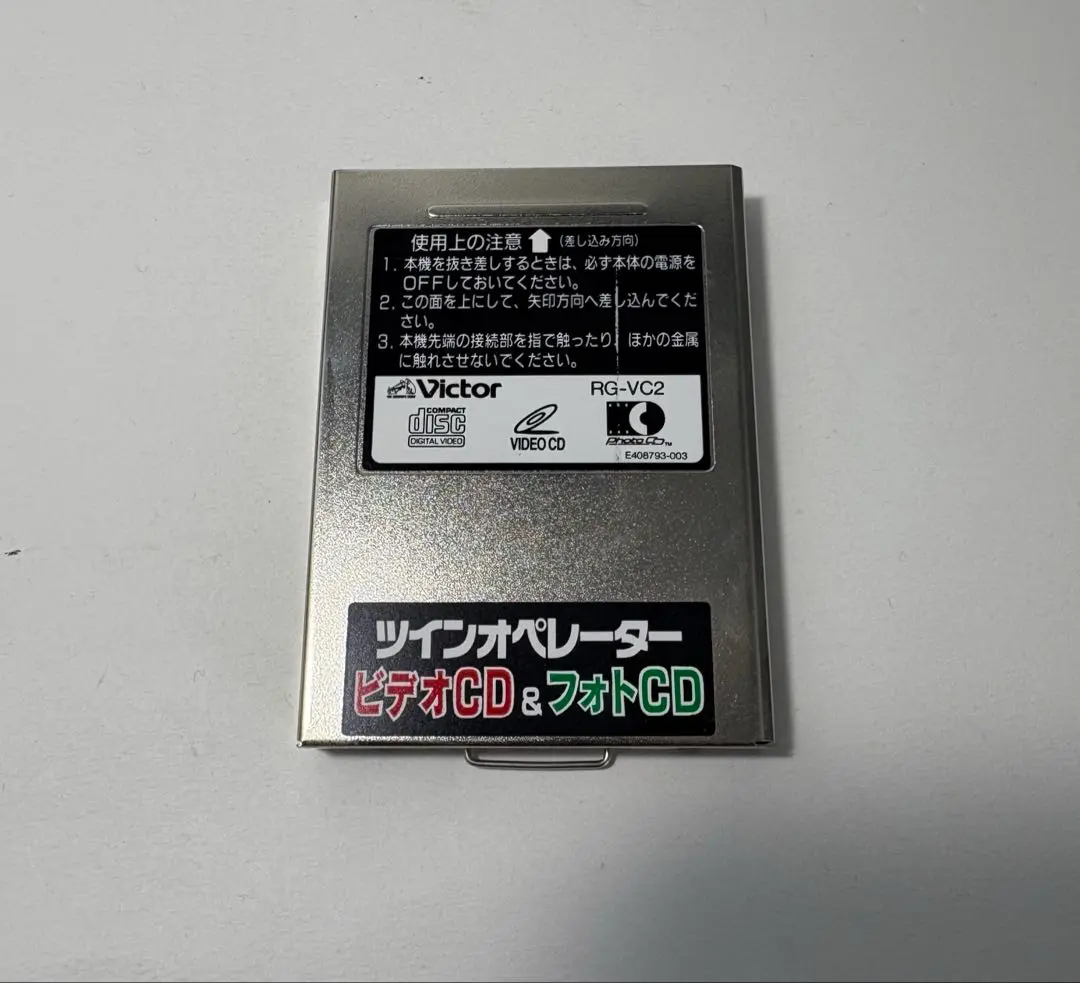 使用上の注意 ⬆ (差し込み方向)
1. 本機を抜き差しするときは、必ず本体の電源を
OFFしておいてください。
2. この面を上にして、矢印方向へ差し込んでくだ
さい。
3. 本機先端の接続部を指で触ったり、ほかの金属
に触れさせないでください。
Victor RG-VC2
COMPACT
disc
DIGITAL VIDEO
VIDEO CD
Photo CD™
E408793-003
ツインオペレーター
ビデオCD & フォトCD